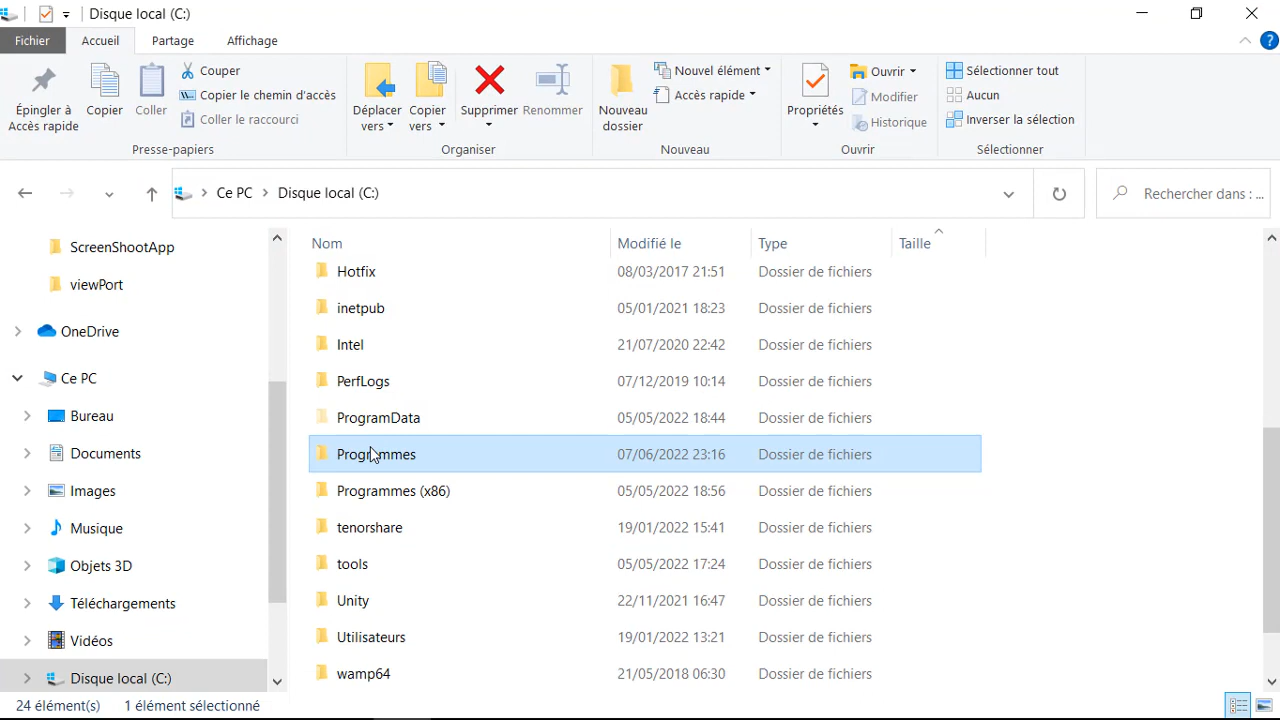 Disque local (C:)
Fichier Accueil Partage Affichage
Épingler à Accès rapide
Copier
Coller
Couper
Copier le chemin d'accès
Coller le raccourci
Presse-papiers
Déplacer vers
Copier vers
Supprimer
Renommer
Organiser
Nouveau dossier
Nouvel élément
Accès rapide
Nouveau
Propriétés
Ouvrir
Modifier
Historique
Ouvrir
Sélectionner tout
Aucun
Inverser la sélection
Sélectionner
Ce PC Disque local (C:)
Rechercher dans : ...
ScreenShootApp
viewPort
OneDrive
Ce PC
Bureau
Documents
Images
Musique
Objets 3D
Téléchargements
Vidéos
Disque local (C:)
Nom Modifié le Type Taille
Hotfix 08/03/2017 21:51 Dossier de fichiers
inetpub 05/01/2021 18:23 Dossier de fichiers
Intel 21/07/2020 22:42 Dossier de fichiers
PerfLogs 07/12/2019 10:14 Dossier de fichiers
ProgramData 05/05/2022 18:44 Dossier de fichiers
Programmes 07/06/2022 23:16 Dossier de fichiers
Programmes (x86) 05/05/2022 18:56 Dossier de fichiers
tenorshare 19/01/2022 15:41 Dossier de fichiers
tools 05/05/2022 17:24 Dossier de fichiers
Unity 22/11/2021 16:47 Dossier de fichiers
Utilisateurs 19/01/2022 13:21 Dossier de fichiers
wamp64 21/05/2018 06:30 Dossier de fichiers
24 élément(s) 1 élément sélectionné